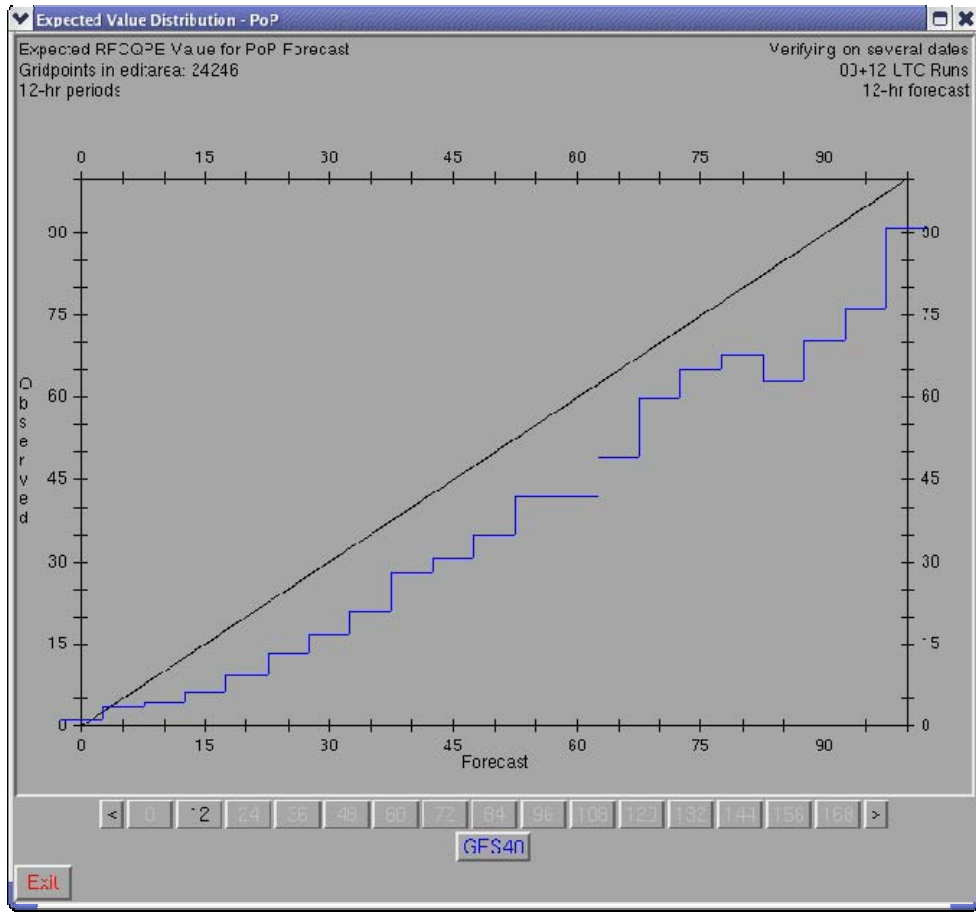 Expected Value Distribution - PoP
Expected RFCQPE Value for PoP Forecast
Verifying on several dates
Gridpoints in editarea: 24246
00+12 UTC Runs
12-hr periods
12-hr forecast
0 15 30 45 60 75 90
90 90
75 75
60 60
45 45
30 30
15 15
0 0
Observed
0 15 30 45 60 75 90
Forecast
< 0 12 24 36 48 60 72 84 96 108 120 132 144 156 168 >
GFS40
Exit